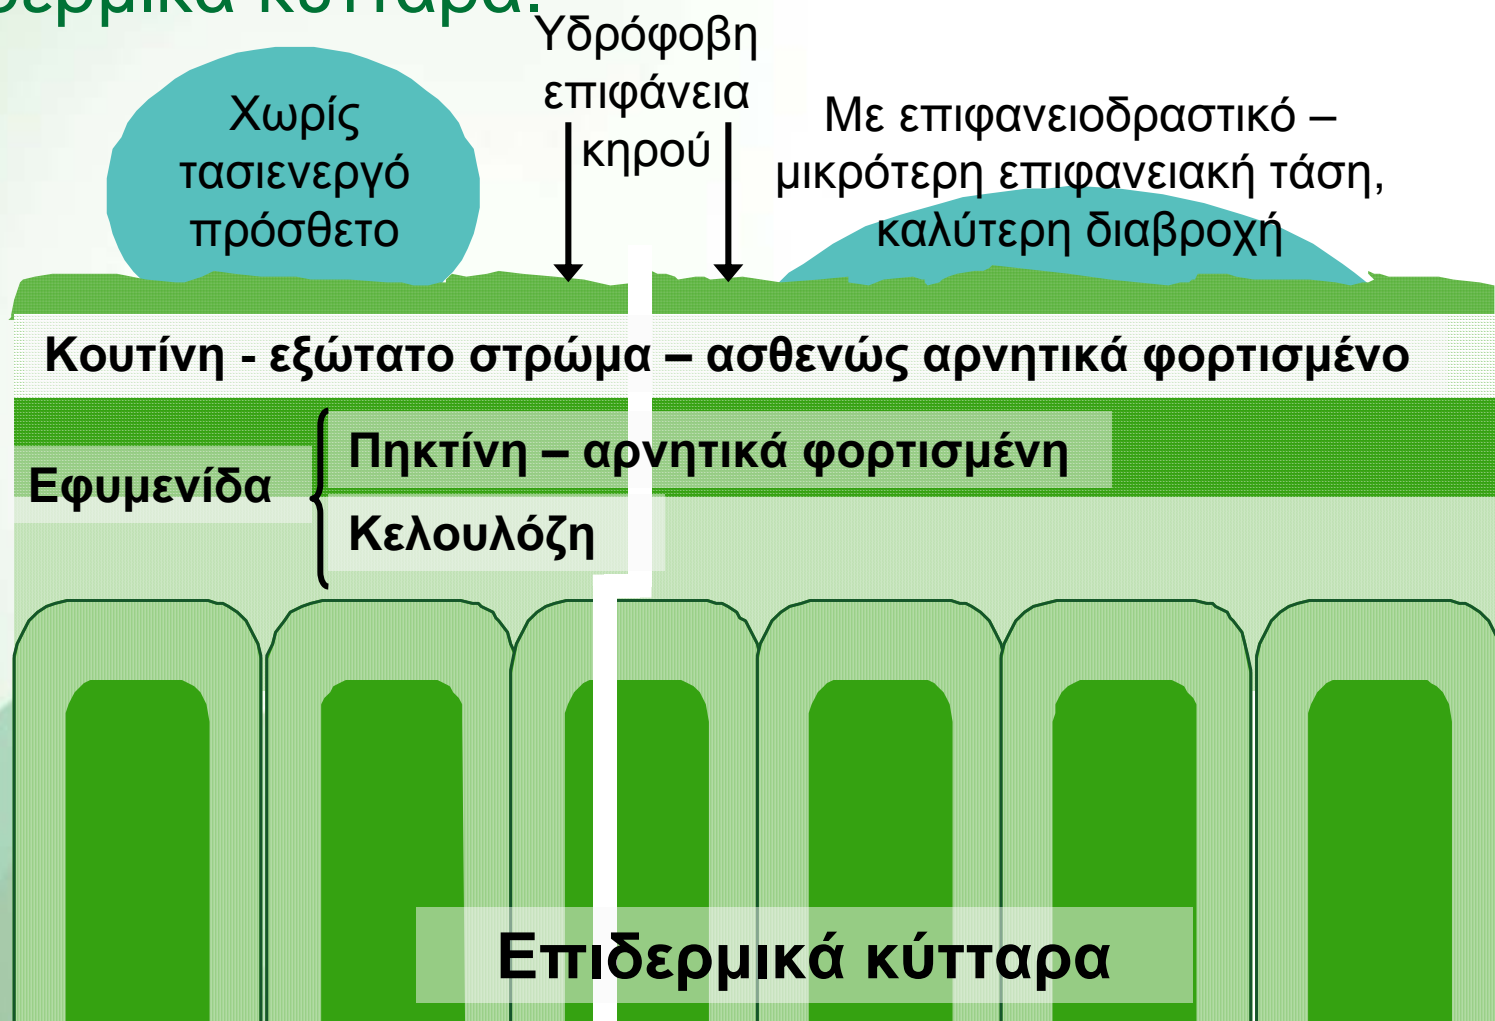 κύτταρα.
Υδρόφοβη
επιφάνεια
κηρού
Χωρίς
τασιενεργό
πρόσθετο
Με επιφανειοδραστικό –
μικρότερη επιφανειακή τάση,
καλύτερη διαβροχή
Κουτίνη - εξώτατο στρώμα – ασθενώς αρνητικά φορτισμένο
Εφυμενίδα
Πηκτίνη – αρνητικά φορτισμένη
Κελουλόζη
Επιδερμικά κύτταρα